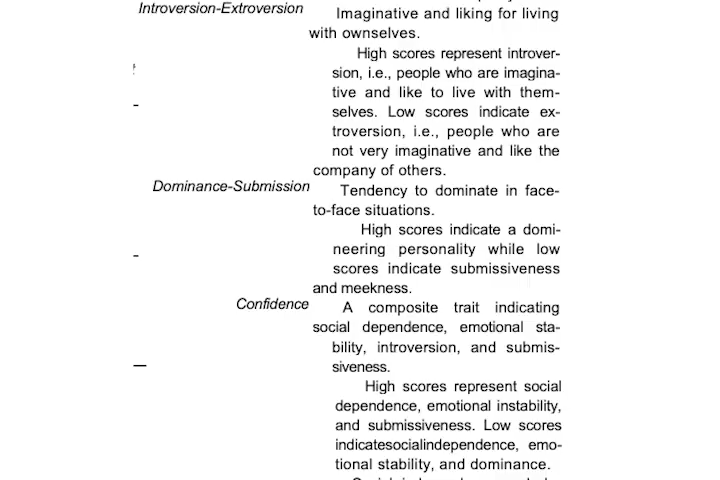 Introversion-Extroversion
Imaginative and liking for living
with ownselves.
High scores represent introver-
sion, i.e., people who are imagina-
tive and like to live with them-
selves. Low scores indicate ex-
troversion, i.e., people who are
not very imaginative and like the
company of others.
Dominance-Submission
Tendency to dominate in face-
to-face situations.
High scores indicate a domi-
neering personality while low
scores indicate submissiveness
and meekness.
Confidence
A composite trait indicating
social dependence, emotional sta-
bility, introversion, and submis-
siveness.
High scores represent social
dependence, emotional instability,
and submissiveness. Low scores
indicatesocialindependence, emo-
tional stability, and dominance.